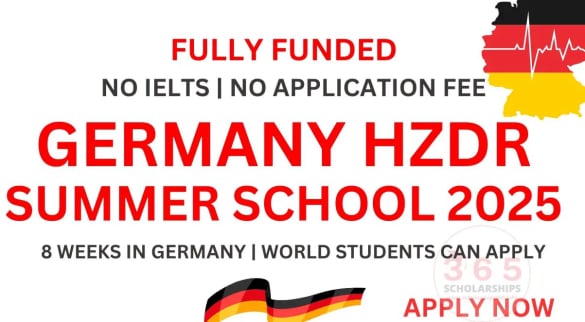 FULLY FUNDED
NO IELTS | NO APPLICATION FEE
GERMANY HZDR
SUMMER SCHOOL 2025
8 WEEKS IN GERMANY | WORLD STUDENTS CAN APPLY
365
SCHOLARSHIPS
APPLY NOW